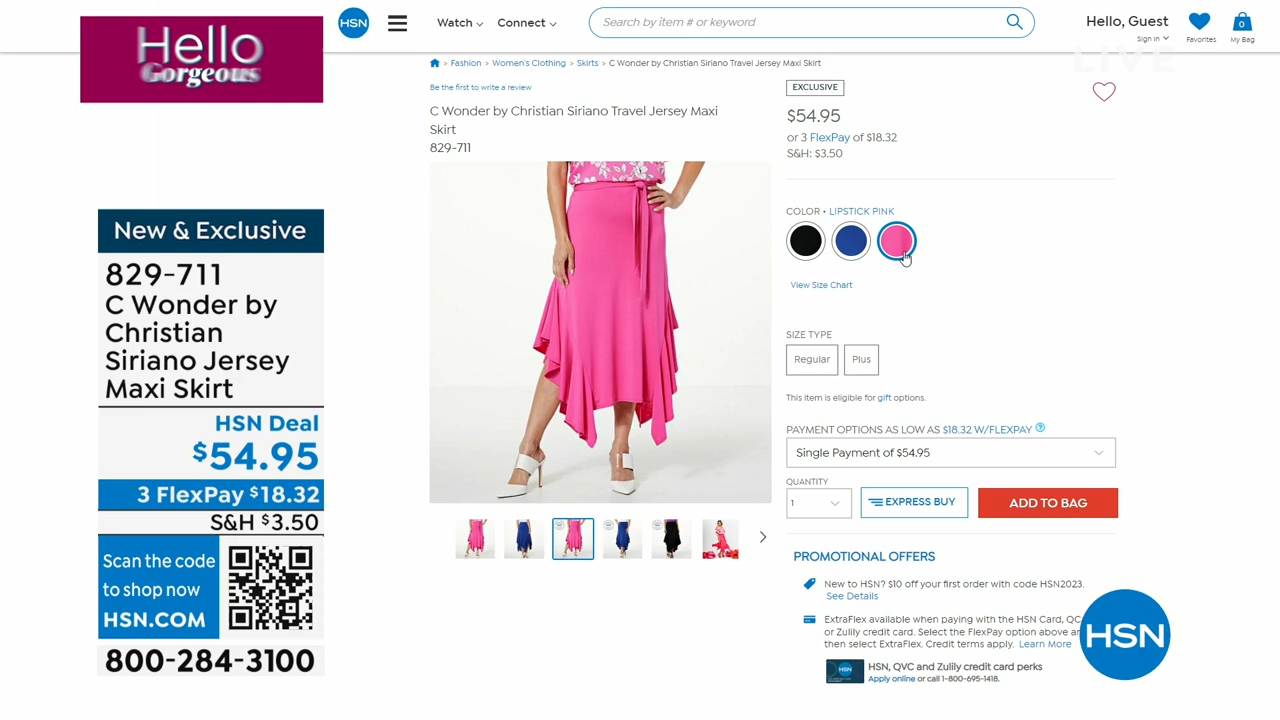 Hello
Gorgeous
New & Exclusive
829-711
C Wonder by
Christian
Siriano Jersey
Maxi Skirt
HSN Deal
$54.95
3 FlexPay $18.32
S&H $3.50
Scan the code
to shop now
HSN.COM
800-284-3100
HSN
Watch
Connect
Search by item # or keyword
Hello, Guest
Sign in
Favorites
0
My Bag
LIVE
> Fashion > Women's Clothing > Skirts > C Wonder by Christian Siriano Travel Jersey Maxi Skirt
Be the first to write a review
C Wonder by Christian Siriano Travel Jersey Maxi
Skirt
829-711
EXCLUSIVE
$54.95
or 3 FlexPay of $18.32
S&H: $3.50
COLOR • LIPSTICK PINK
View Size Chart
SIZE TYPE
Regular
Plus
This item is eligible for gift options.
PAYMENT OPTIONS AS LOW AS $18.32 W/FLEXPAY ?
Single Payment of $54.95
QUANTITY
1
EXPRESS BUY
ADD TO BAG
PROMOTIONAL OFFERS
New to HSN? $10 off your first order with code HSN2023.
See Details
ExtraFlex available when paying with the HSN Card, QC
or Zulily credit card. Select the FlexPay option above
then select ExtraFlex. Credit terms apply. Learn More
HSN, QVC and Zulily credit card perks
Apply online or call 1-800-695-1418.
HSN